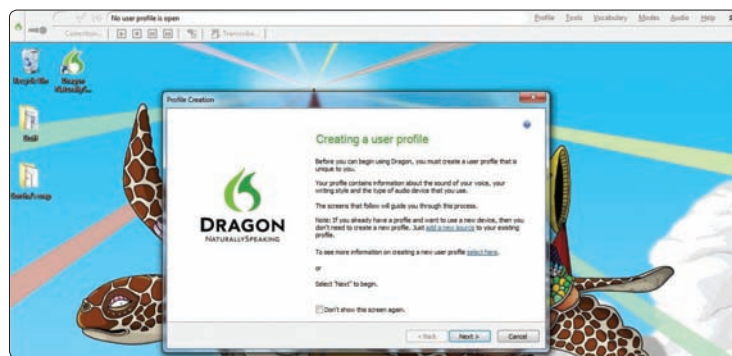 No user profile is open
Profile Tools Vocabulary Modes Audio Help
Correction... Transcribe...
Recycle Bin Dragon
Profile Creation
Creating a user profile
Before you can begin using Dragon, you must create a user profile that is
unique to you.
Your profile contains information about the sound of your voice, your
writing style and the type of audio device that you use.
The screens that follow will guide you through this process.
Note: If you already have a profile and want to use a new device, then you
don't need to create a new profile. Just add a new source to your existing
profile.
To see more information on creating a new user profile select here.
or
Select "Next" to begin.
Don't show this screen again.
DRAGON
NATURALLYSPEAKING
< Back Next > Cancel